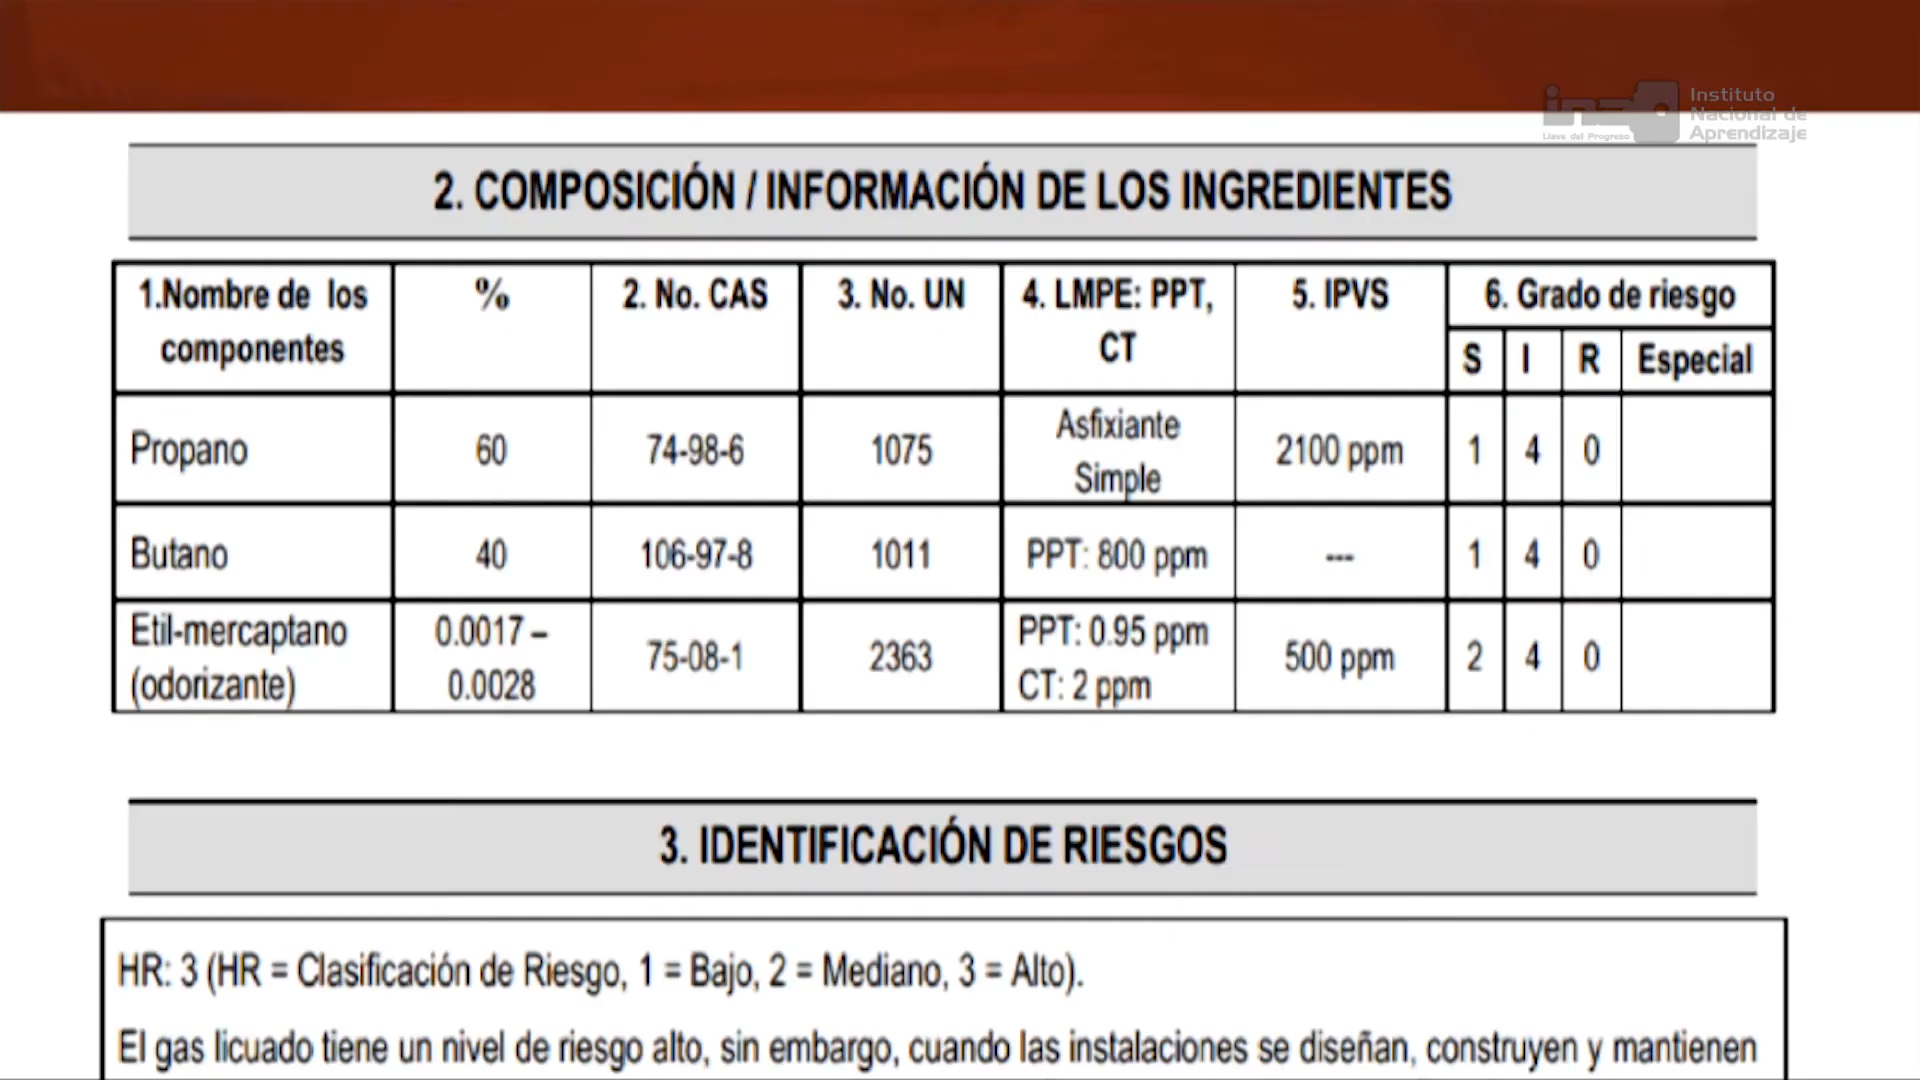 Instituto
Nacional de
Aprendizaje
ina
Llave del Progreso
2. COMPOSICIÓN / INFORMACIÓN DE LOS INGREDIENTES
1.Nombre de los componentes % 2. No. CAS 3. No. UN 4. LMPE: PPT, CT 5. IPVS 6. Grado de riesgo
S I R Especial
Propano 60 74-98-6 1075 Asfixiante Simple 2100 ppm 1 4 0
Butano 40 106-97-8 1011 PPT: 800 ppm --- 1 4 0
Etil-mercaptano (odorizante) 0.0017 – 0.0028 75-08-1 2363 PPT: 0.95 ppm CT: 2 ppm 500 ppm 2 4 0
3. IDENTIFICACIÓN DE RIESGOS
HR: 3 (HR = Clasificación de Riesgo, 1 = Bajo, 2 = Mediano, 3 = Alto).
El gas licuado tiene un nivel de riesgo alto, sin embargo, cuando las instalaciones se diseñan, construyen y mantienen